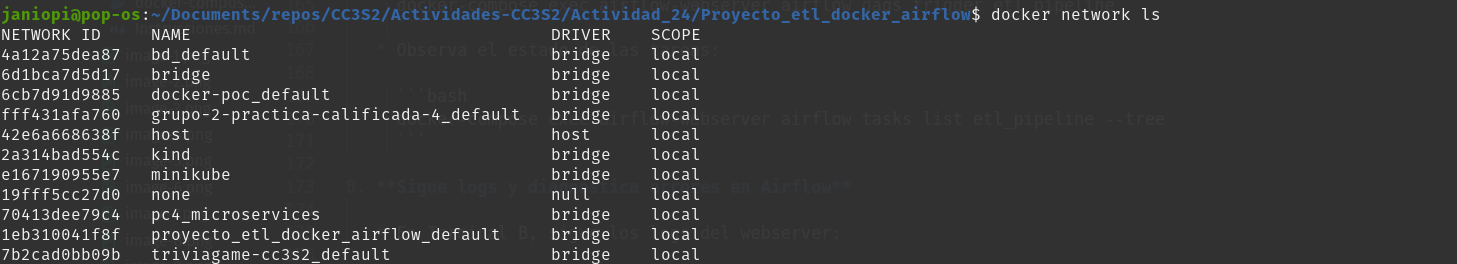 janiopi@pop-os:~/Documents/repos/CC3S2/Actividades-CC3S2/Actividad_24/Proyecto_etl_docker_airflow$ docker network ls
NETWORK ID     NAME                                    DRIVER    SCOPE
4a12a75dea87   bd_default                              bridge    local
6d1bca7d5d17   bridge                                  bridge    local
6cb7d91d9885   docker-poc_default                      bridge    local
fff431afa760   grupo-2-practica-calificada-4_default   bridge    local
42e6a668638f   host                                    host      local
2a314bad554c   kind                                    bridge    local
e167190955e7   minikube                                bridge    local
19fff5cc27d0   none                                    null      local
70413dee79c4   pc4_microservices                       bridge    local
1eb310041f8f   proyecto_etl_docker_airflow_default     bridge    local
7b2cad0bb09b   triviagame-cc3s2_default                bridge    local